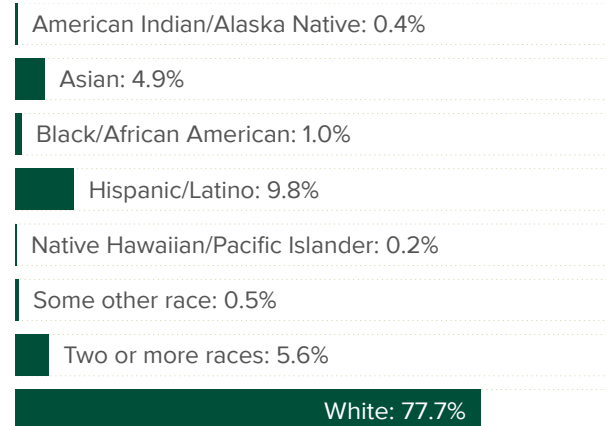 American Indian/Alaska Native: 0.4%
Asian: 4.9%
Black/African American: 1.0%
Hispanic/Latino: 9.8%
Native Hawaiian/Pacific Islander: 0.2%
Some other race: 0.5%
Two or more races: 5.6%
White: 77.7%